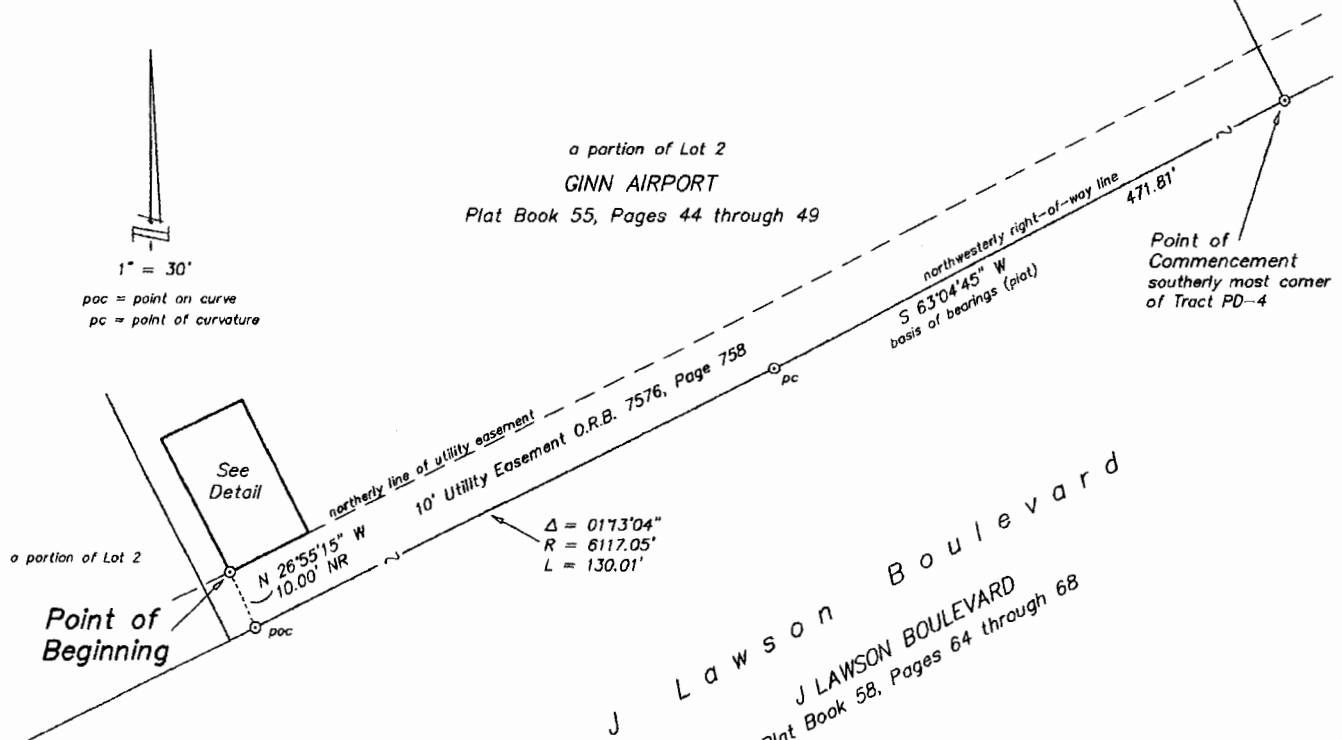 a portion of Lot 2
GINN AIRPORT
Plat Book 55, Pages 44 through 49
1" = 30'
poc = point on curve
pc = point of curvature
northwesterly right-of-way line
471.81'
S 63°04'45" W
basis of bearings (plat)
Point of
Commencement
southerly most corner
of Tract PD-4
pc
northerly line of utility easement
10' Utility Easement O.R.B. 7576, Page 758
See
Detail
N 26°55'15" W
10.00' NR
Δ = 01°13'04"
R = 6117.05'
L = 130.01'
a portion of Lot 2
Point of
Beginning
poc
J Lawson Boulevard
J LAWSON BOULEVARD
Plat Book 58, Pages 64 through 68